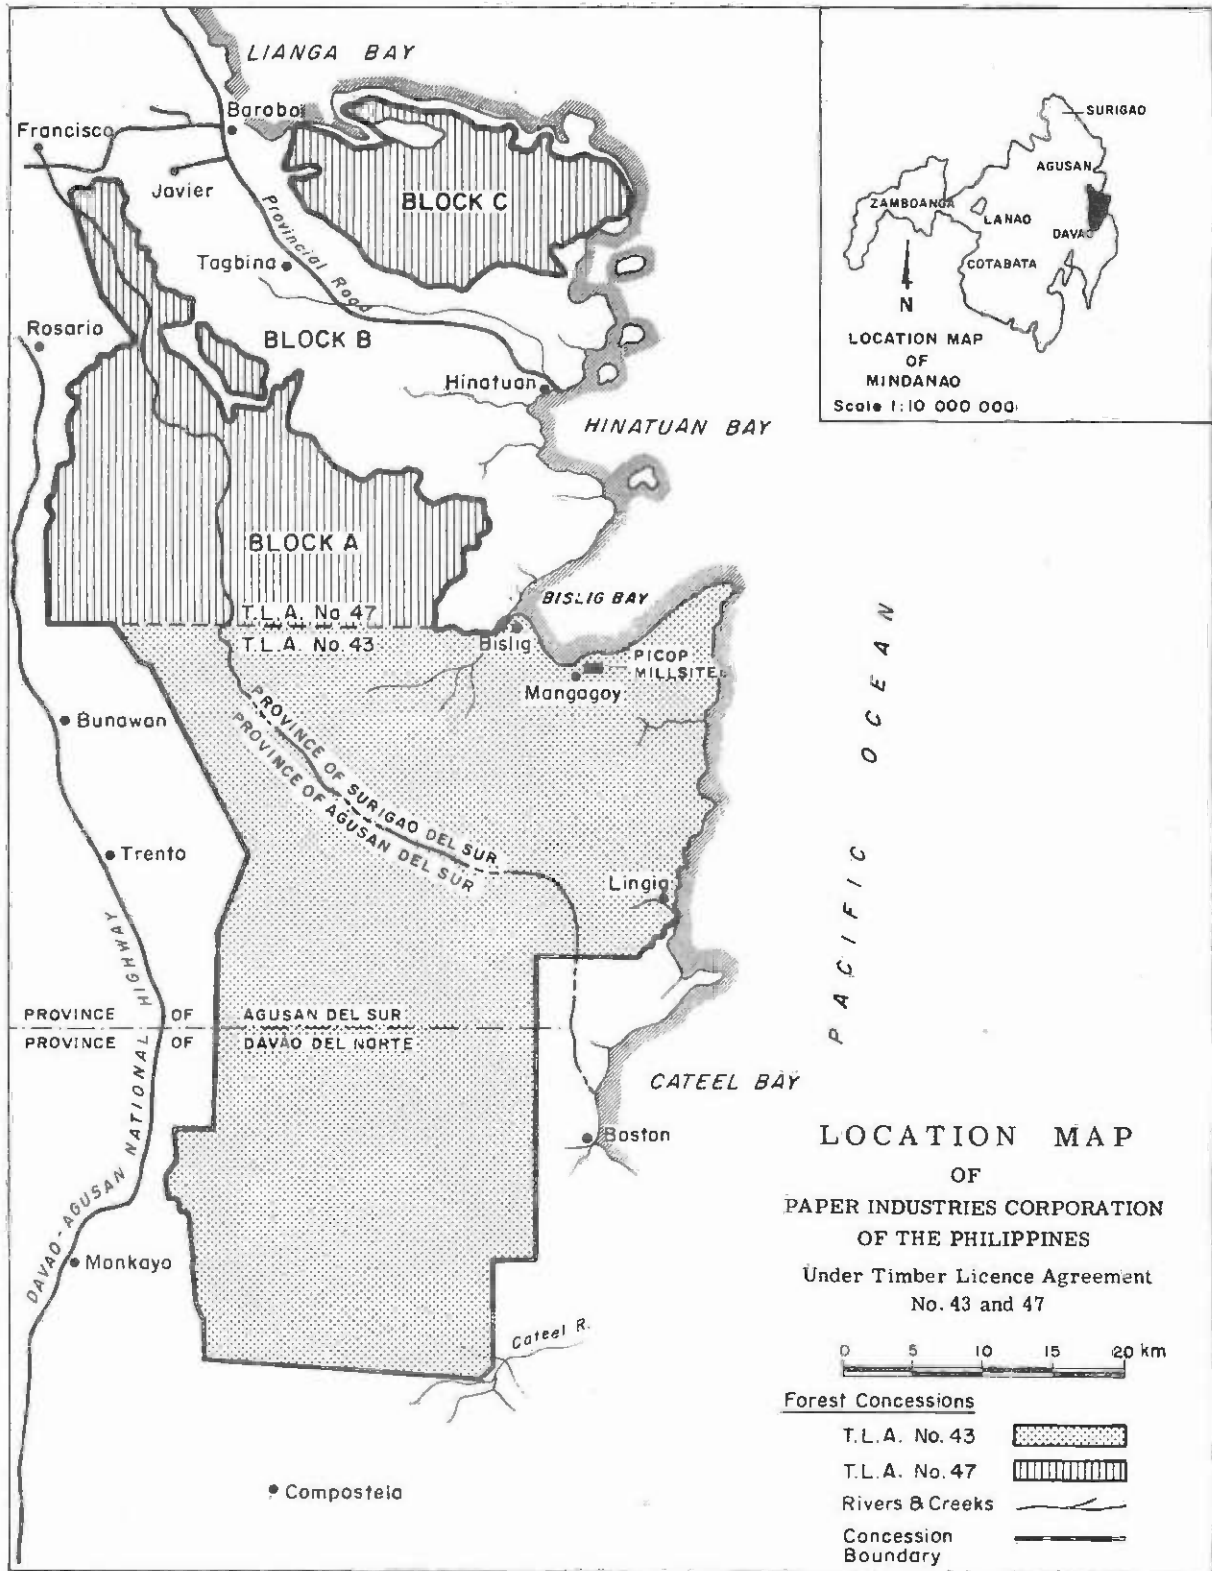 LIANGA BAY
Barobo
Francisco
Javier
BLOCK C
Provincial Road
Tagbina
Rosario
BLOCK B
Hinatuan
HINATUAN BAY
BLOCK A
T.L.A. No 47
T.L.A. No. 43
BISLIG BAY
Bislig
PICOP
MILLSITE
Mangagoy
Bunawan
PROVINCE OF SURIGAO DEL SUR
PROVINCE OF AGUSAN DEL SUR
Trento
Lingig
PACIFIC OCEAN
DAVAO-AGUSAN NATIONAL HIGHWAY
PROVINCE OF AGUSAN DEL SUR
PROVINCE OF DAVAO DEL NORTE
CATEEL BAY
Boston
Monkayo
Cateel R.
Compostela
SURIGAO
AGUSAN
ZAMBOANGA
LANAO
DAVAO
COTABATA
N
LOCATION MAP
OF
MINDANAO
Scale 1:10 000 000
LOCATION MAP
OF
PAPER INDUSTRIES CORPORATION
OF THE PHILIPPINES
Under Timber Licence Agreement
No. 43 and 47
0 5 10 15 20 km
Forest Concessions
T.L.A. No. 43
T.L.A. No. 47
Rivers & Creeks
Concession
Boundary